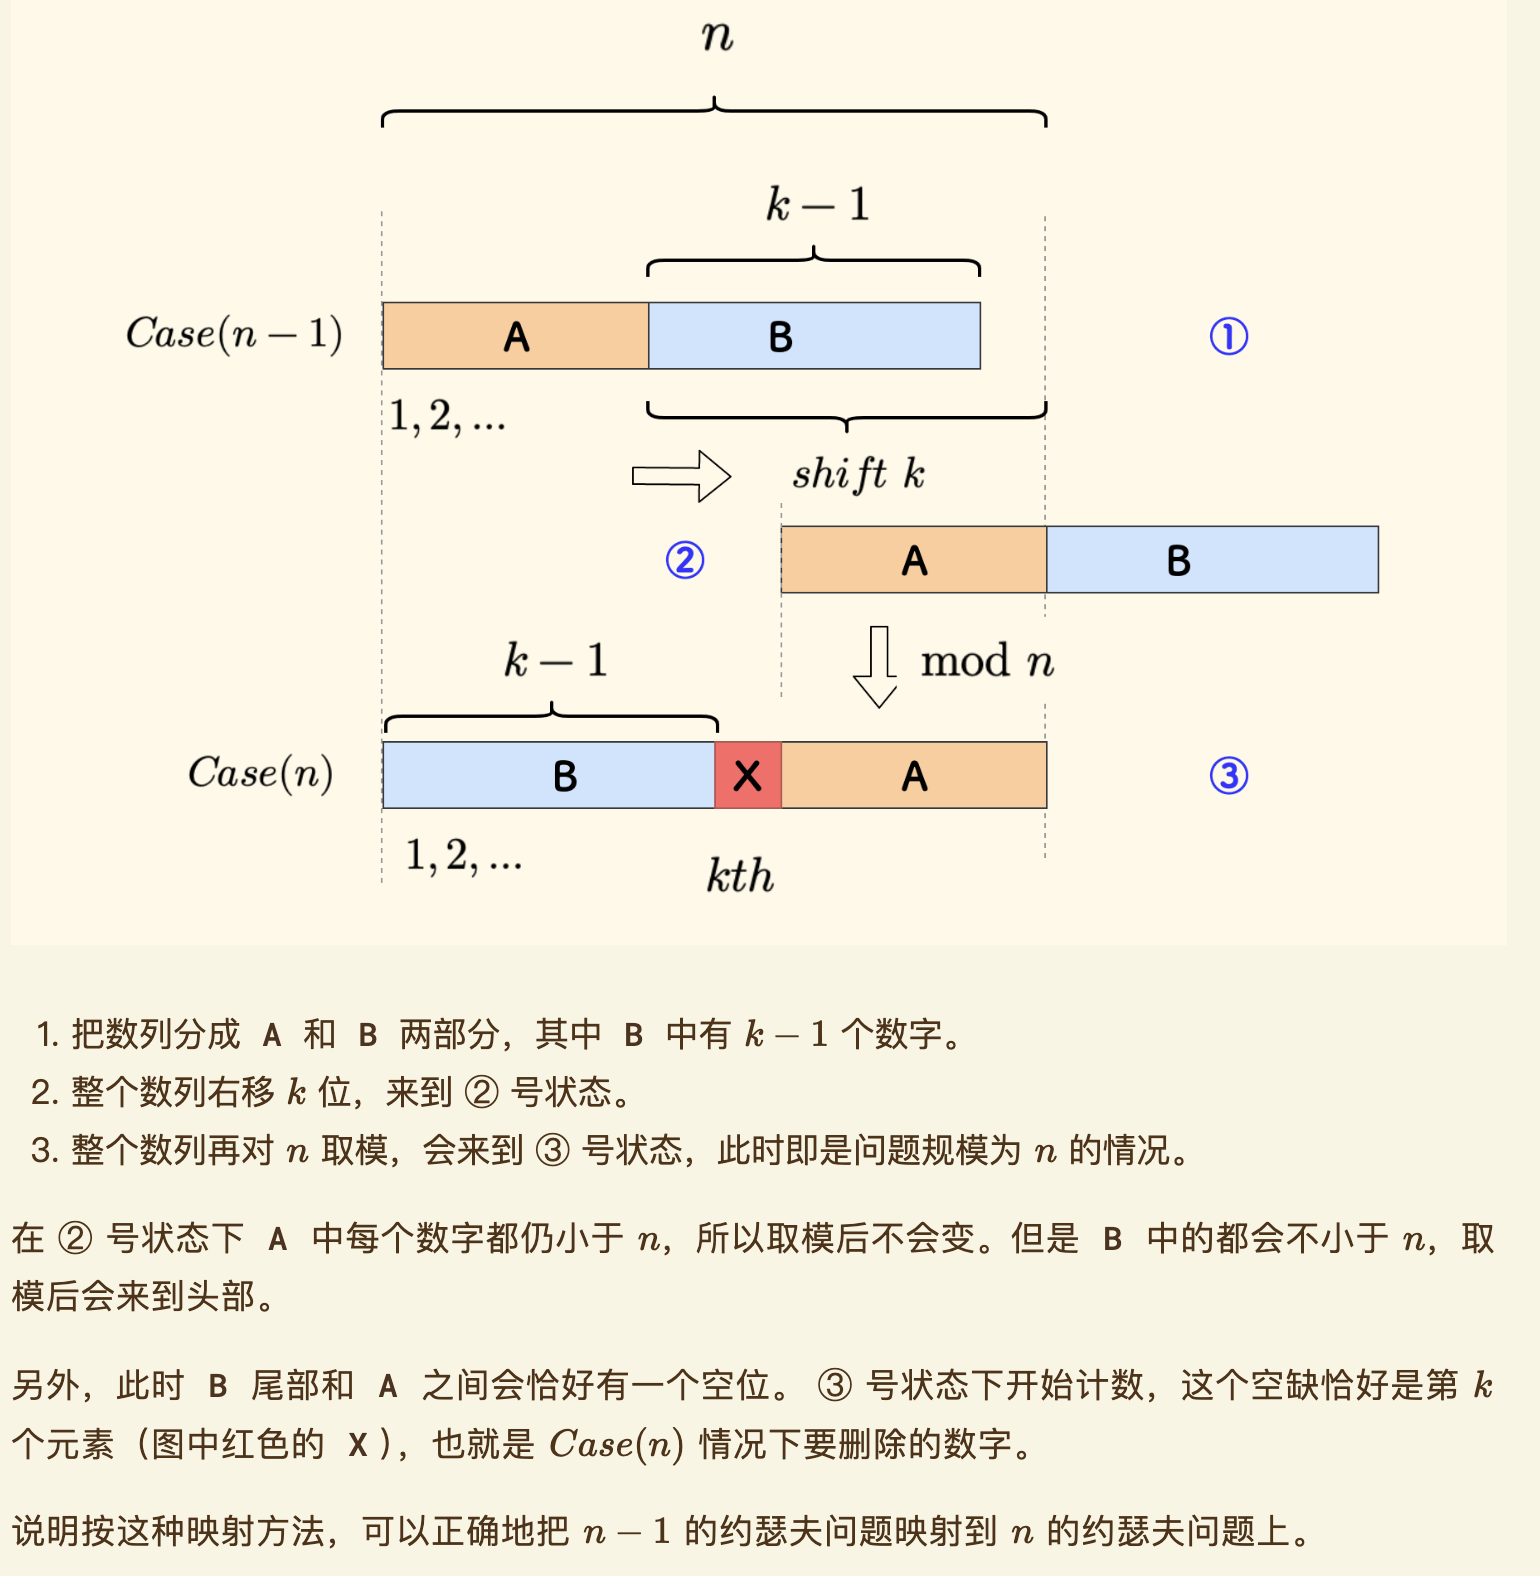 n
k − 1
Case(n − 1)
A
B
①
1, 2, ...
shift k
②
A
B
k − 1
mod n
Case(n)
B
X
A
③
1, 2, ...
kth
1. 把数列分成 A 和 B 两部分，其中 B 中有 k − 1 个数字。
2. 整个数列右移 k 位，来到 ② 号状态。
3. 整个数列再对 n 取模，会来到 ③ 号状态，此时即是问题规模为 n 的情况。
在 ② 号状态下 A 中每个数字都仍小于 n，所以取模后不会变。但是 B 中的都会不小于 n，取
模后会来到头部。
另外，此时 B 尾部和 A 之间会恰好有一个空位。 ③ 号状态下开始计数，这个空缺恰好是第 k
个元素（图中红色的 X ），也就是 Case(n) 情况下要删除的数字。
说明按这种映射方法，可以正确地把 n − 1 的约瑟夫问题映射到 n 的约瑟夫问题上。